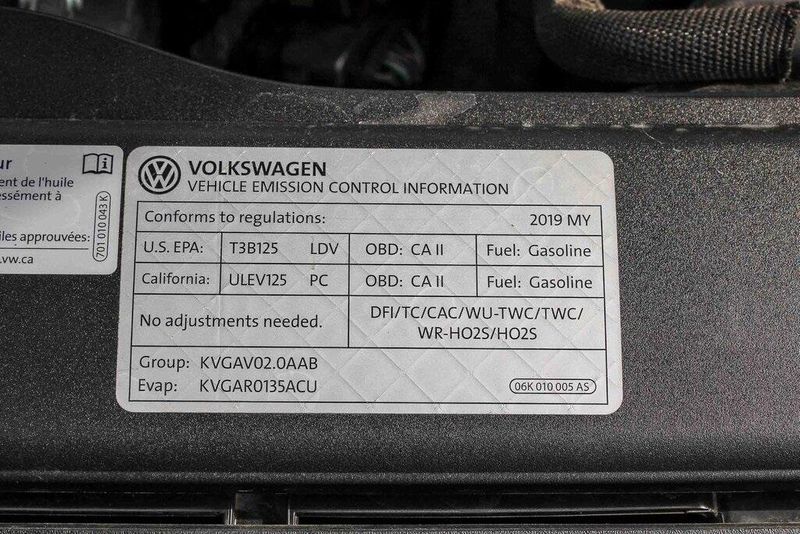 ur
ent de l'huile
essément à
iles approuvées:
.vw.ca
701 010 043 K
VOLKSWAGEN
VEHICLE EMISSION CONTROL INFORMATION
Conforms to regulations: 2019 MY
U.S. EPA: T3B125 LDV OBD: CA II Fuel: Gasoline
California: ULEV125 PC OBD: CA II Fuel: Gasoline
No adjustments needed.
DFI/TC/CAC/WU-TWC/TWC/
WR-HO2S/HO2S
Group: KVGAV02.0AAB
Evap: KVGAR0135ACU
06K 010 005 AS